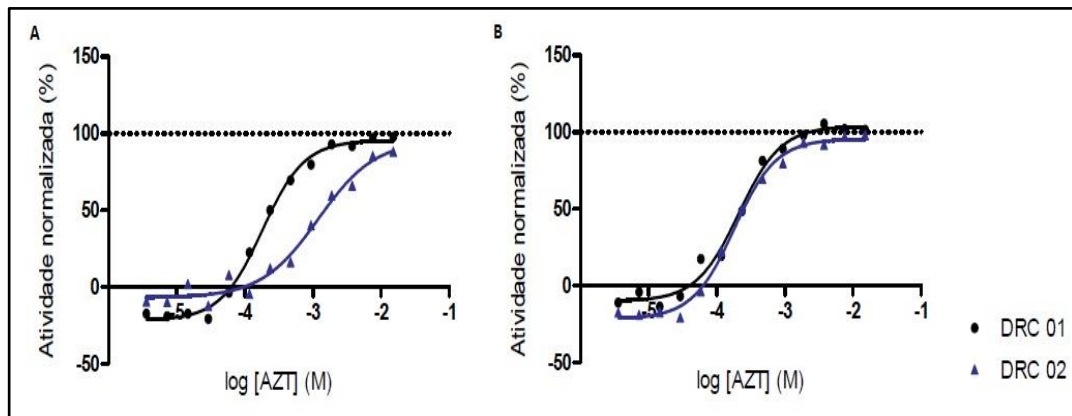 A
150
100
50
0
-50
Atividade normalizada (%)
-5 -4 -3 -2 -1
log [AZT] (M)
B
150
100
50
0
-50
Atividade normalizada (%)
-5 -4 -3 -2 -1
log [AZT] (M)
DRC 01
DRC 02